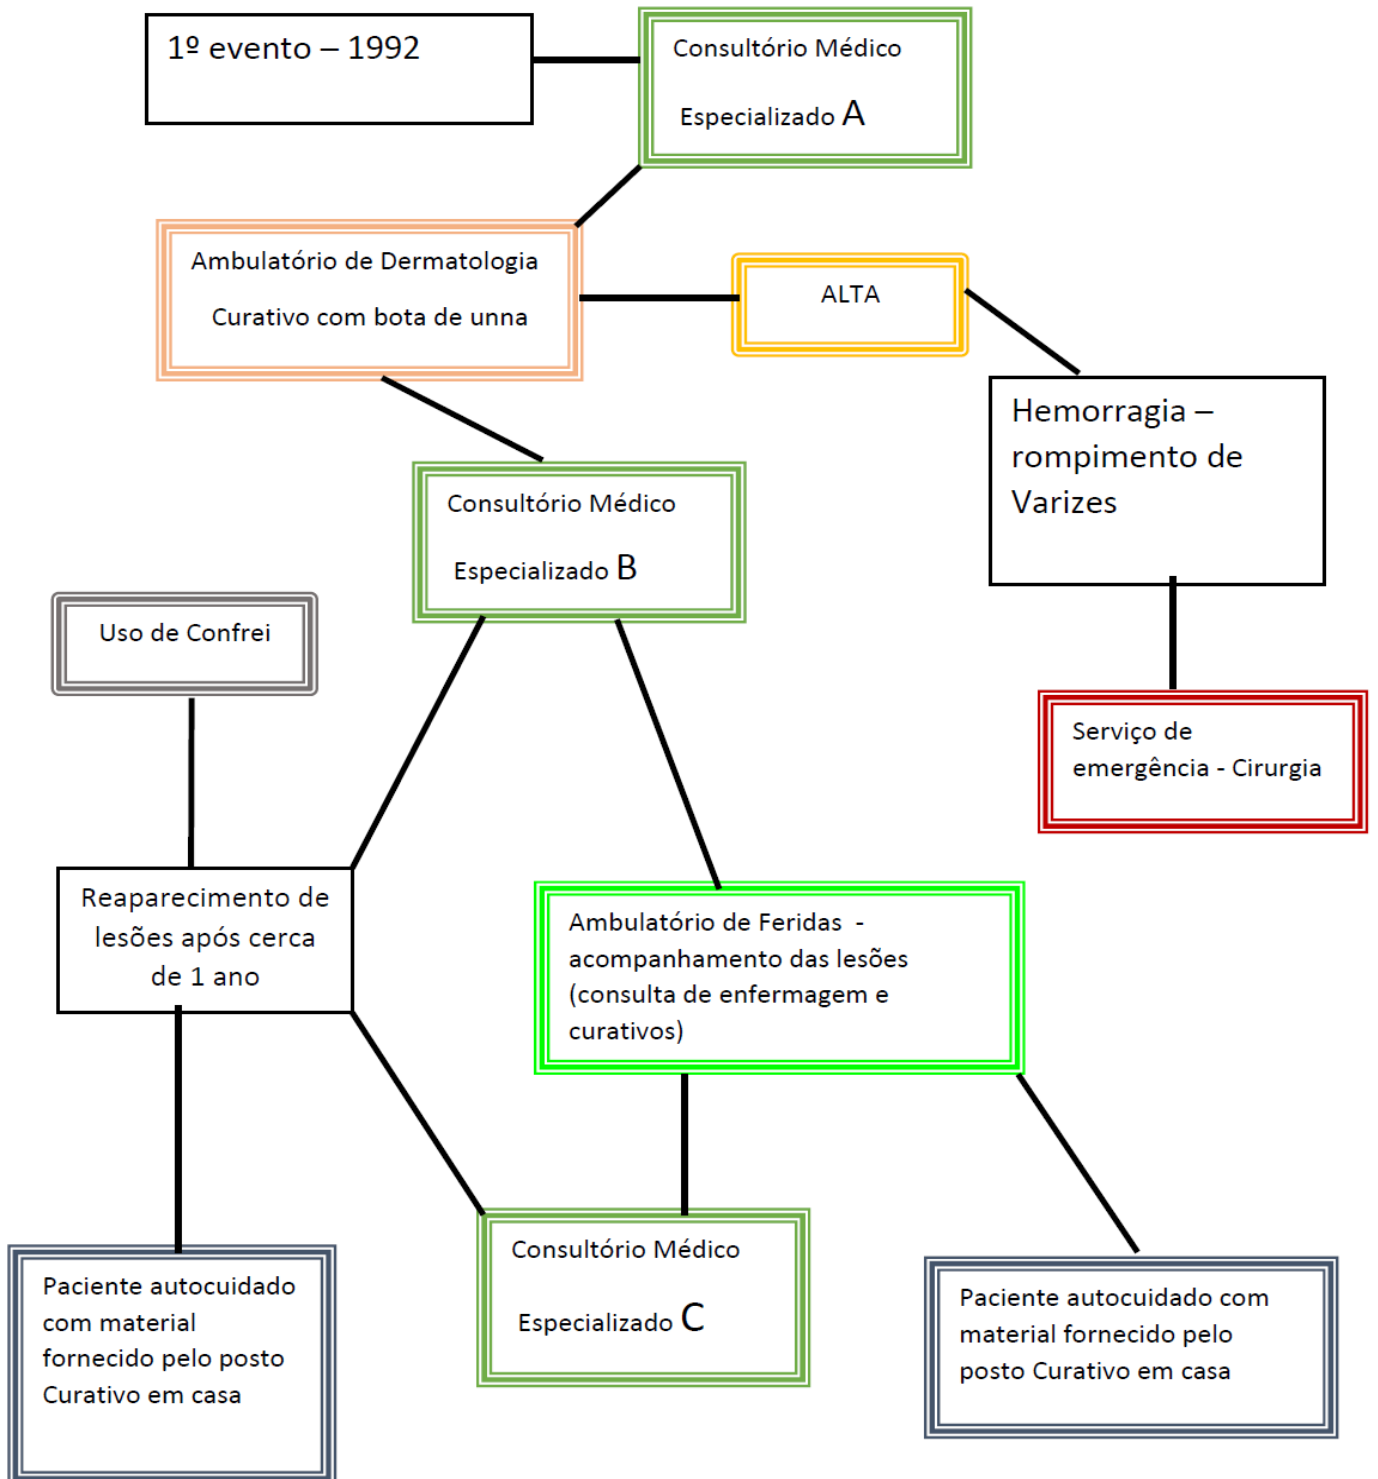 1º evento – 1992
Consultório Médico
Especializado A
Ambulatório de Dermatologia
Curativo com bota de unna
ALTA
Hemorragia –
rompimento de
Varizes
Consultório Médico
Especializado B
Uso de Confrei
Serviço de
emergência - Cirurgia
Reaparecimento de
lesões após cerca
de 1 ano
Ambulatório de Feridas -
acompanhamento das lesões
(consulta de enfermagem e
curativos)
Paciente autocuidado
com material
fornecido pelo posto
Curativo em casa
Consultório Médico
Especializado C
Paciente autocuidado com
material fornecido pelo
posto Curativo em casa